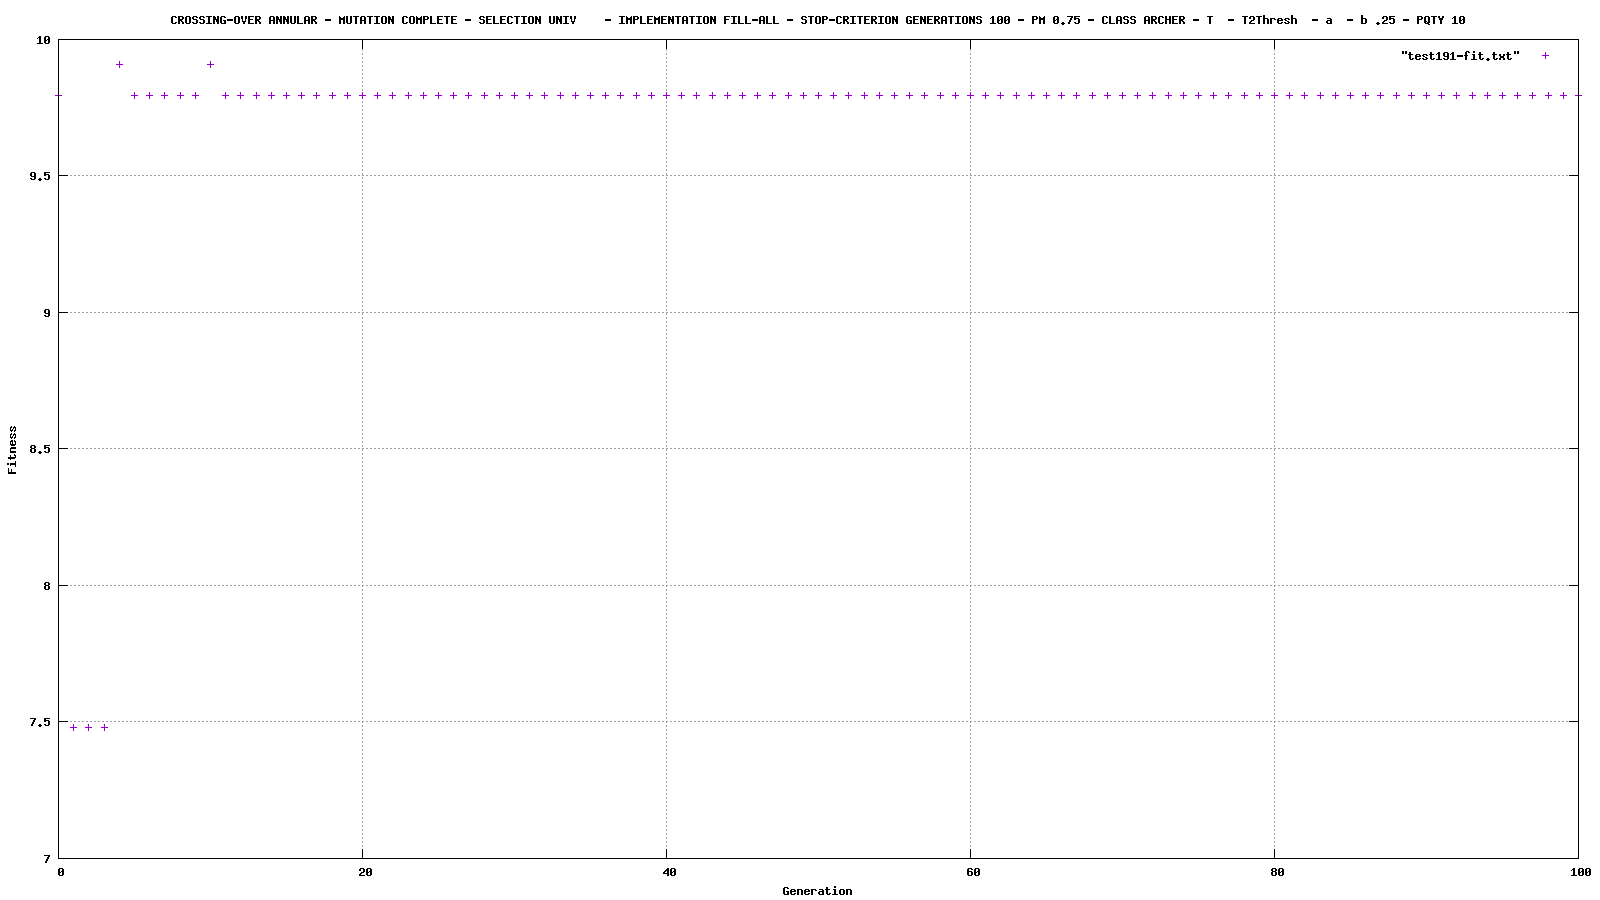 CROSSING-OVER ANNULAR - MUTATION COMPLETE - SELECTION UNIV    - IMPLEMENTATION FILL-ALL - STOP-CRITERION GENERATIONS 100 - PM 0.75 - CLASS ARCHER - T  - T2Thresh  - a  - b .25 - PQTY 10
"test191-fit.txt"
10
9.5
9
8.5
8
7.5
7
Fitness
0 20 40 60 80 100
Generation